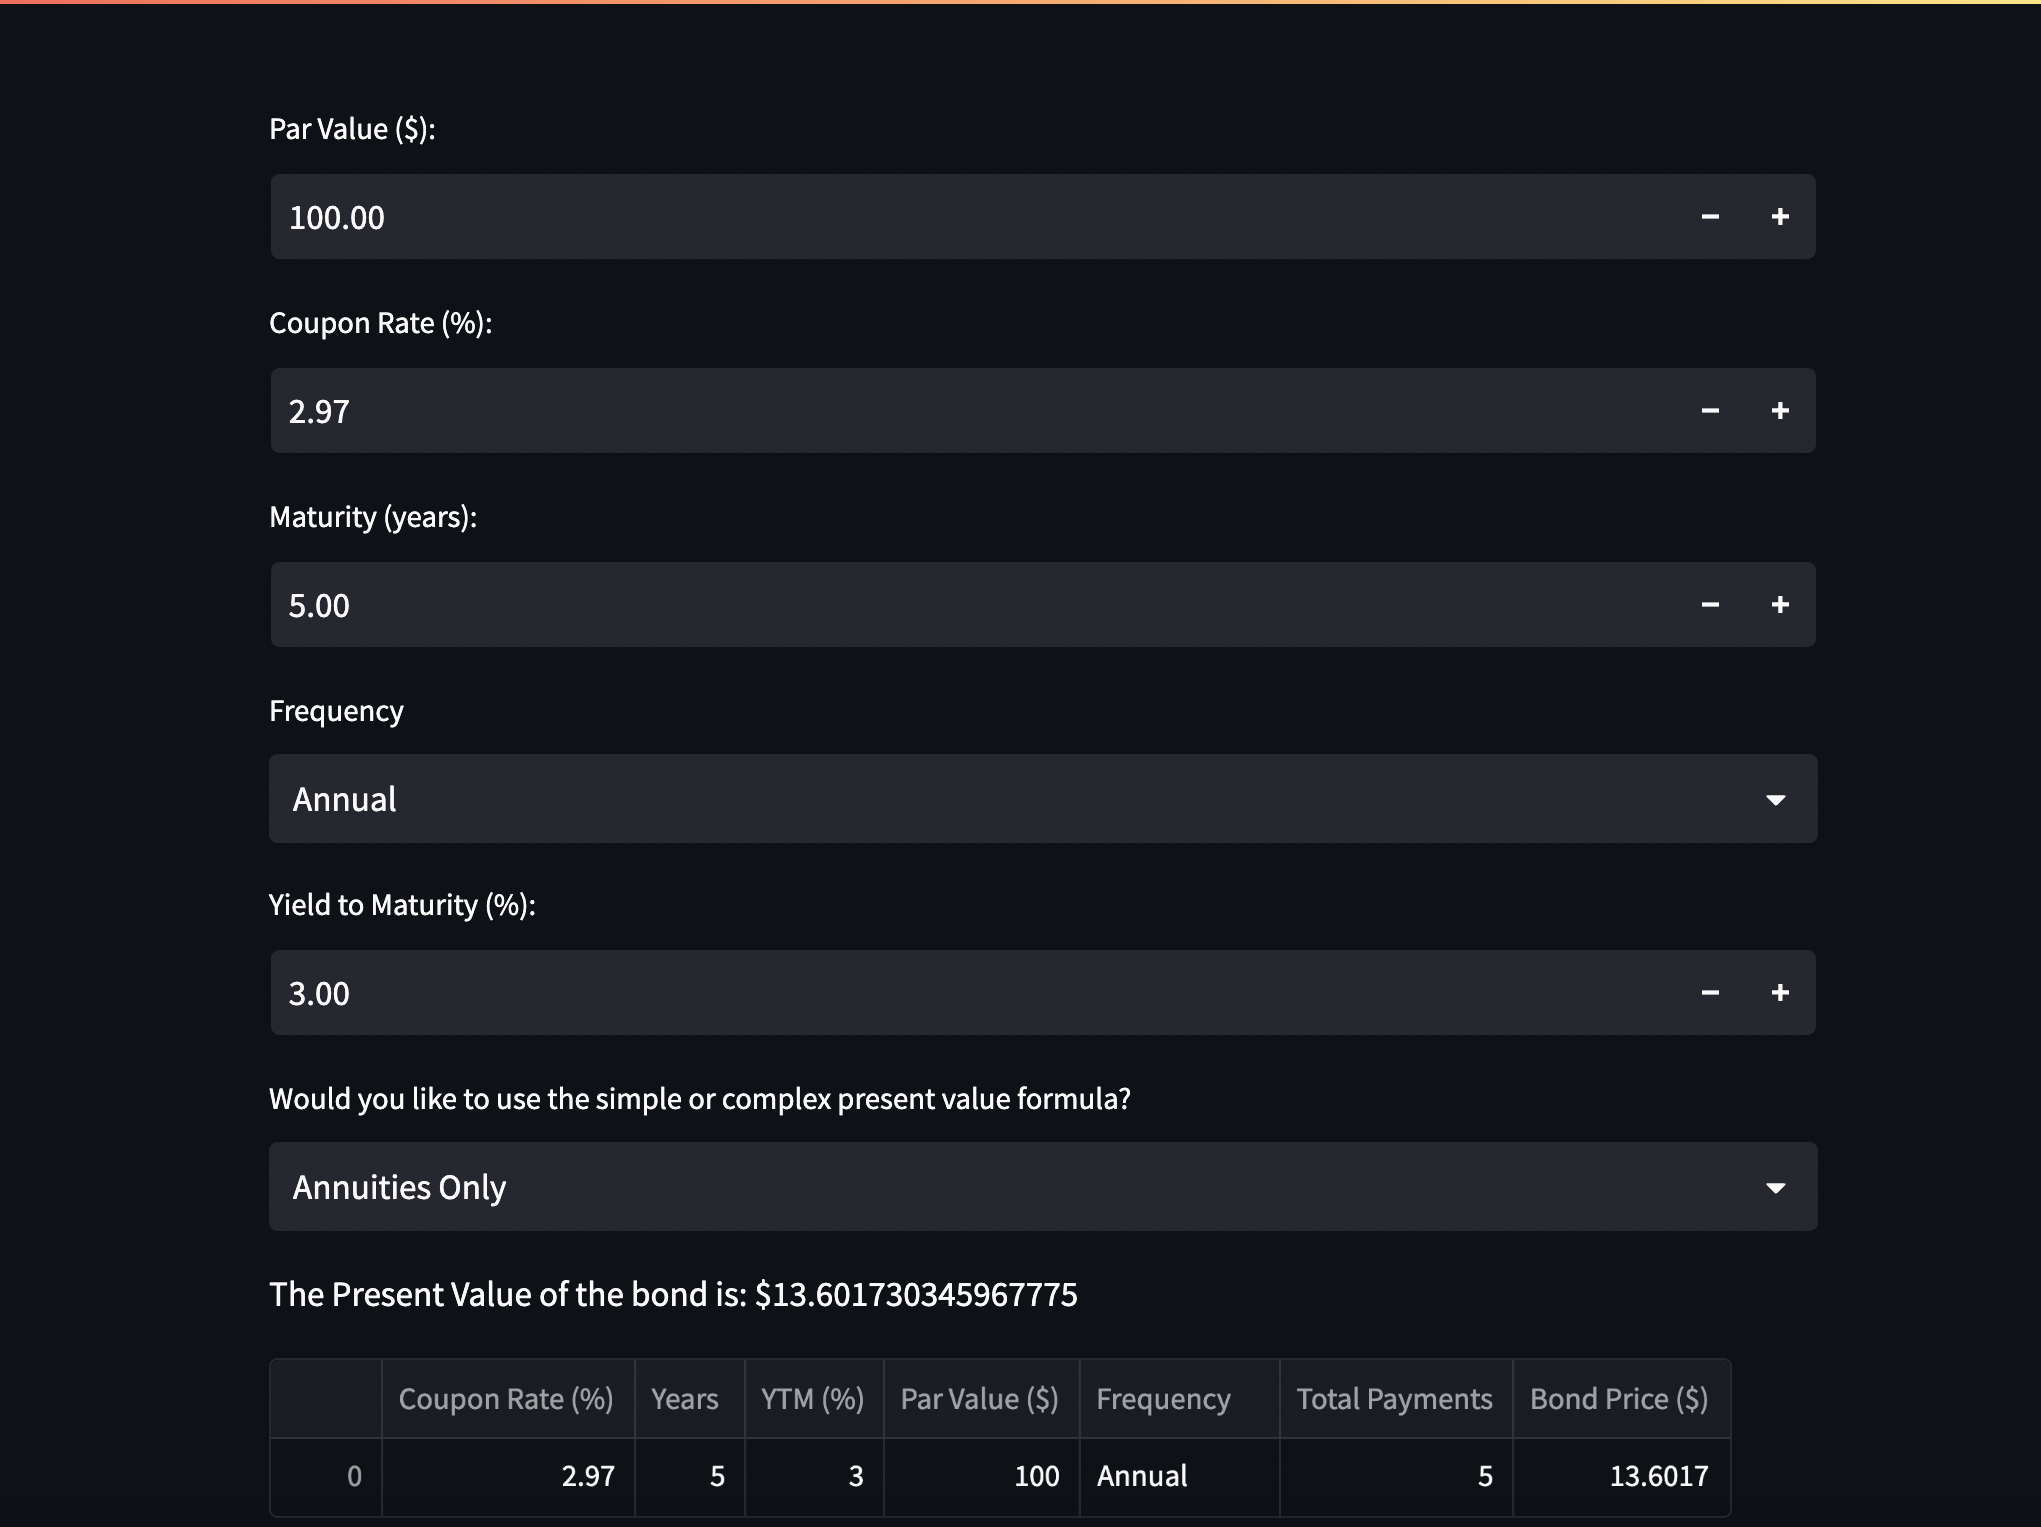 Par Value ($):
100.00
Coupon Rate (%):
2.97
Maturity (years):
5.00
Frequency
Annual
Yield to Maturity (%):
3.00
Would you like to use the simple or complex present value formula?
Annuities Only
The Present Value of the bond is: $13.601730345967775
Coupon Rate (%) Years YTM (%) Par Value ($) Frequency Total Payments Bond Price ($)
0 2.97 5 3 100 Annual 5 13.6017